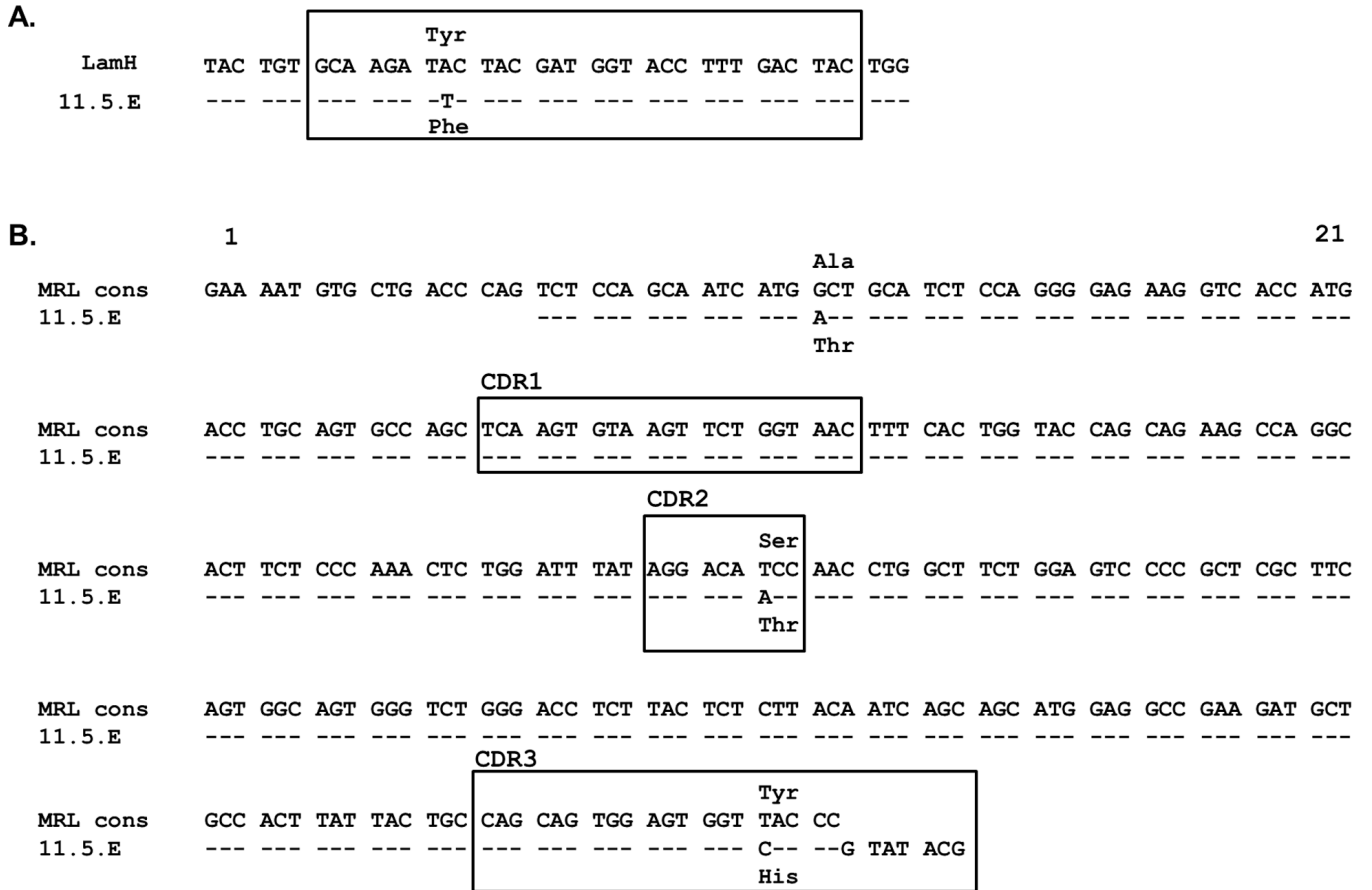 A.
Tyr
LamH TAC TGT GCA AGA TAC TAC GAT GGT ACC TTT GAC TAC TGG
11.5.E --- --- --- --- -T- --- --- --- --- --- --- --- ---
Phe
B.
1 21
Ala
MRL cons GAA AAT GTG CTG ACC CAG TCT CCA GCA ATC ATG GCT GCA TCT CCA GGG GAG AAG GTC ACC ATG
11.5.E --- --- --- --- --- A-- --- --- --- --- --- --- --- --- ---
Thr
CDR1
MRL cons ACC TGC AGT GCC AGC TCA AGT GTA AGT TCT GGT AAC TTT CAC TGG TAC CAG CAG AAG CCA GGC
11.5.E --- --- --- --- --- --- --- --- --- --- --- --- --- --- --- --- --- --- --- --- ---
CDR2
Ser
MRL cons ACT TCT CCC AAA CTC TGG ATT TAT AGG ACA TCC AAC CTG GCT TCT GGA GTC CCC GCT CGC TTC
11.5.E --- --- --- --- --- --- --- --- --- --- A-- --- --- --- --- --- --- --- --- --- ---
Thr
MRL cons AGT GGC AGT GGG TCT GGG ACC TCT TAC TCT CTT ACA ATC AGC AGC ATG GAG GCC GAA GAT GCT
11.5.E --- --- --- --- --- --- --- --- --- --- --- --- --- --- --- --- --- --- --- --- ---
CDR3
Tyr
MRL cons GCC ACT TAT TAC TGC CAG CAG TGG AGT GGT TAC CC
11.5.E --- --- --- --- --- --- --- --- --- --- C-- --G TAT ACG
His